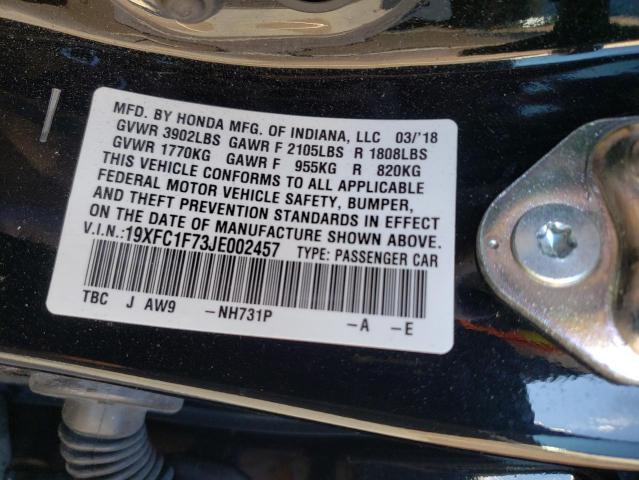 MFD. BY HONDA MFG. OF INDIANA, LLC 03/'18
GVWR 3902LBS GAWR F 2105LBS R 1808LBS
GVWR 1770KG GAWR F 955KG R 820KG
THIS VEHICLE CONFORMS TO ALL APPLICABLE
FEDERAL MOTOR VEHICLE SAFETY, BUMPER,
AND THEFT PREVENTION STANDARDS IN EFFECT
ON THE DATE OF MANUFACTURE SHOWN ABOVE.
V.I.N.:19XFC1F73JE002457 TYPE: PASSENGER CAR
TBC J AW9 -NH731P -A -E